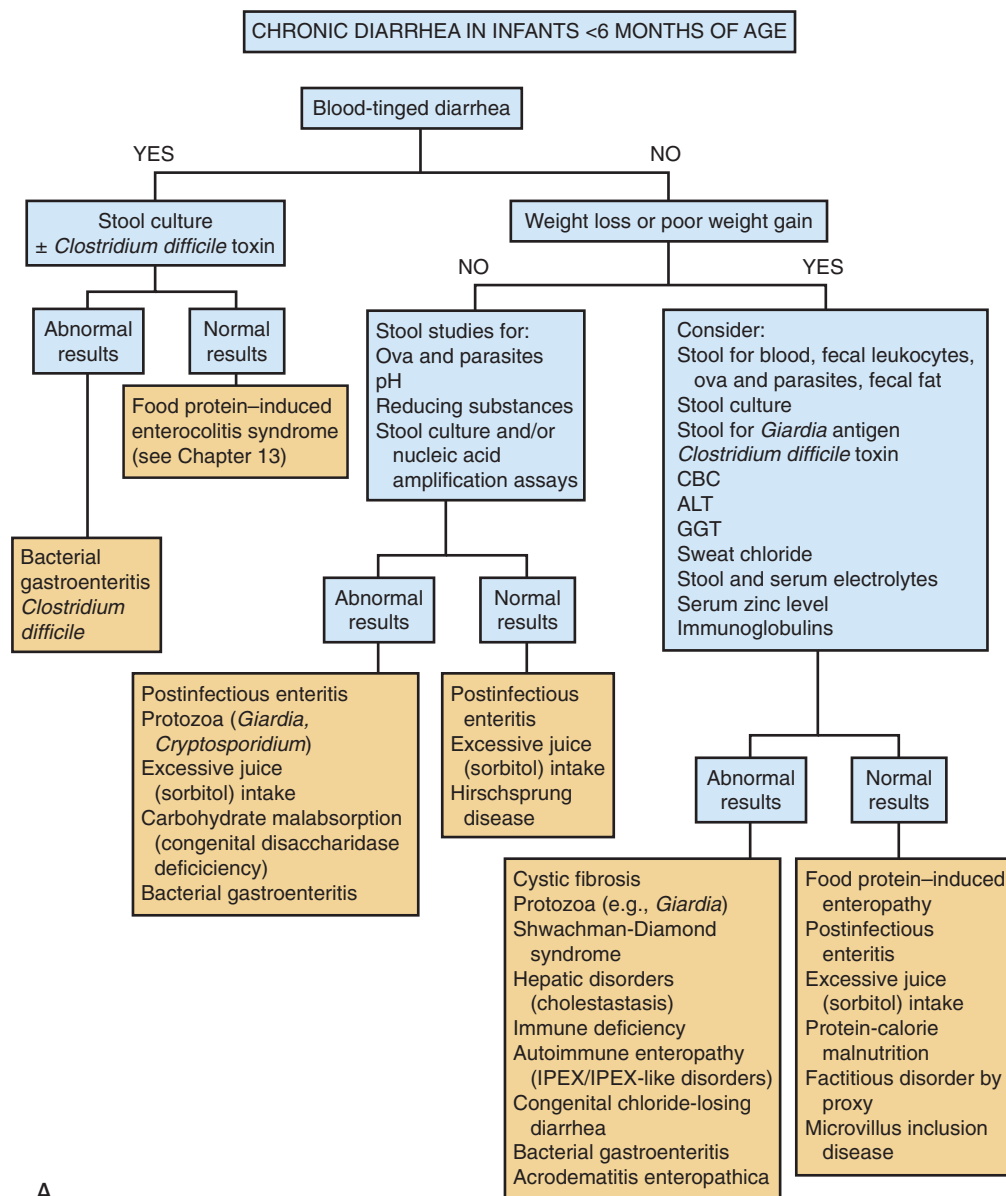 CHRONIC DIARRHEA IN INFANTS <6 MONTHS OF AGE
Blood-tinged diarrhea
YES
NO
Stool culture
± Clostridium difficile toxin
Weight loss or poor weight gain
NO
YES
Abnormal
results
Normal
results
Food protein–induced
enterocolitis syndrome
(see Chapter 13)
Bacterial
gastroenteritis
Clostridium
difficile
Stool studies for:
Ova and parasites
pH
Reducing substances
Stool culture and/or
nucleic acid
amplification assays
Abnormal
results
Normal
results
Postinfectious enteritis
Protozoa (Giardia,
Cryptosporidium)
Excessive juice
(sorbitol) intake
Carbohydrate malabsorption
(congenital disaccharidase
deficiciency)
Bacterial gastroenteritis
Postinfectious
enteritis
Excessive juice
(sorbitol) intake
Hirschsprung
disease
Consider:
Stool for blood, fecal leukocytes,
ova and parasites, fecal fat
Stool culture
Stool for Giardia antigen
Clostridium difficile toxin
CBC
ALT
GGT
Sweat chloride
Stool and serum electrolytes
Serum zinc level
Immunoglobulins
Abnormal
results
Normal
results
Cystic fibrosis
Protozoa (e.g., Giardia)
Shwachman-Diamond
syndrome
Hepatic disorders
(cholestastasis)
Immune deficiency
Autoimmune enteropathy
(IPEX/IPEX-like disorders)
Congenital chloride-losing
diarrhea
Bacterial gastroenteritis
Acrodematitis enteropathica
Food protein–induced
enteropathy
Postinfectious
enteritis
Excessive juice
(sorbitol) intake
Protein-calorie
malnutrition
Factitious disorder by
proxy
Microvillus inclusion
disease
A